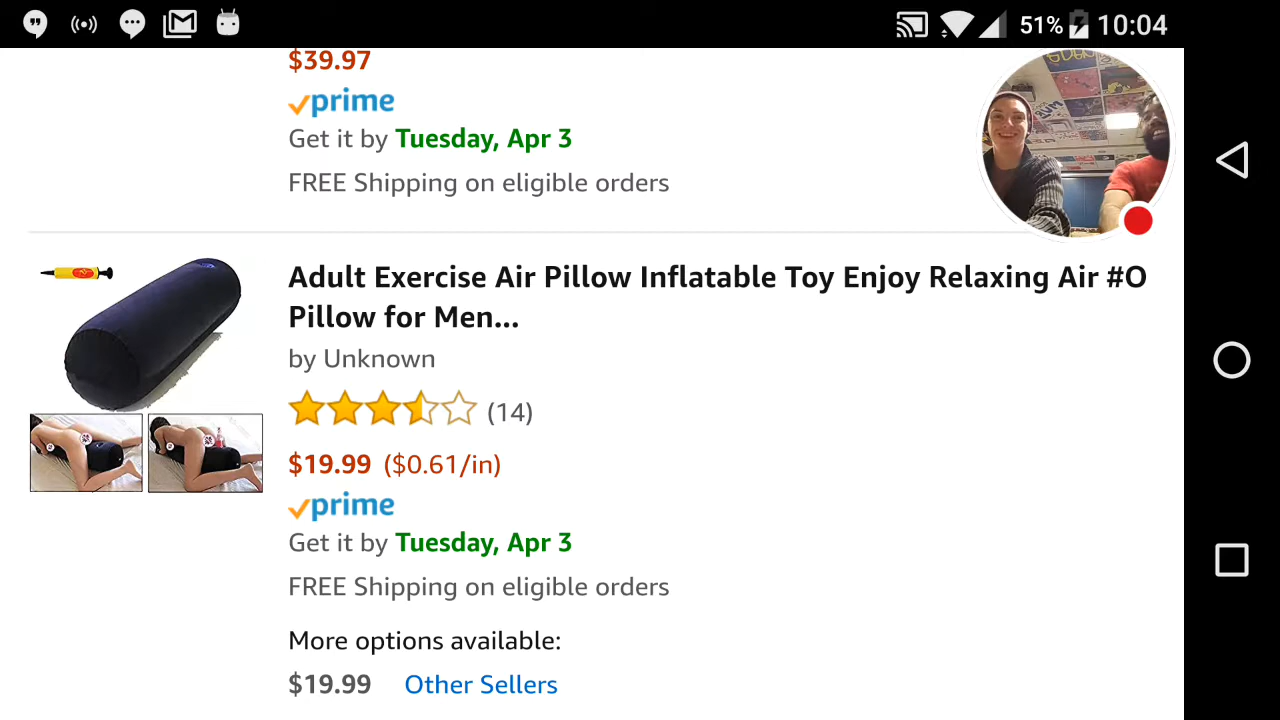 51% 10:04
$39.97
prime
Get it by Tuesday, Apr 3
FREE Shipping on eligible orders
Adult Exercise Air Pillow Inflatable Toy Enjoy Relaxing Air #O
Pillow for Men...
by Unknown
(14)
$19.99 ($0.61/in)
prime
Get it by Tuesday, Apr 3
FREE Shipping on eligible orders
More options available:
$19.99 Other Sellers